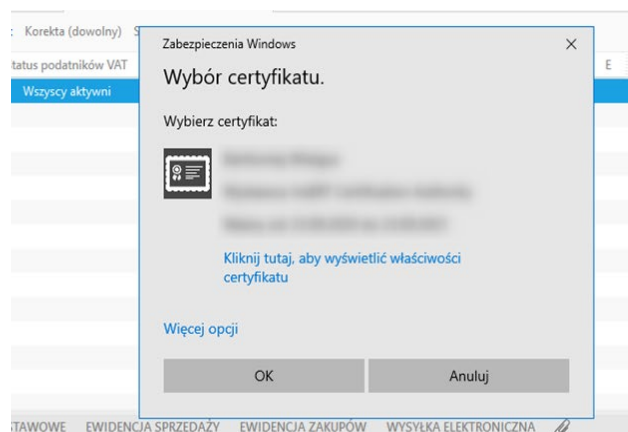 : Korekta (dowolny) S
tatus podatników VAT
E
Wszyscy aktywni
Zabezpieczenia Windows
Wybór certyfikatu.
Wybierz certyfikat:
Kliknij tutaj, aby wyświetlić właściwości
certyfikatu
Więcej opcji
OK Anuluj
TAWOWE EWIDENCJA SPRZEDAŻY EWIDENCJA ZAKUPÓW WYSYŁKA ELEKTRONICZNA